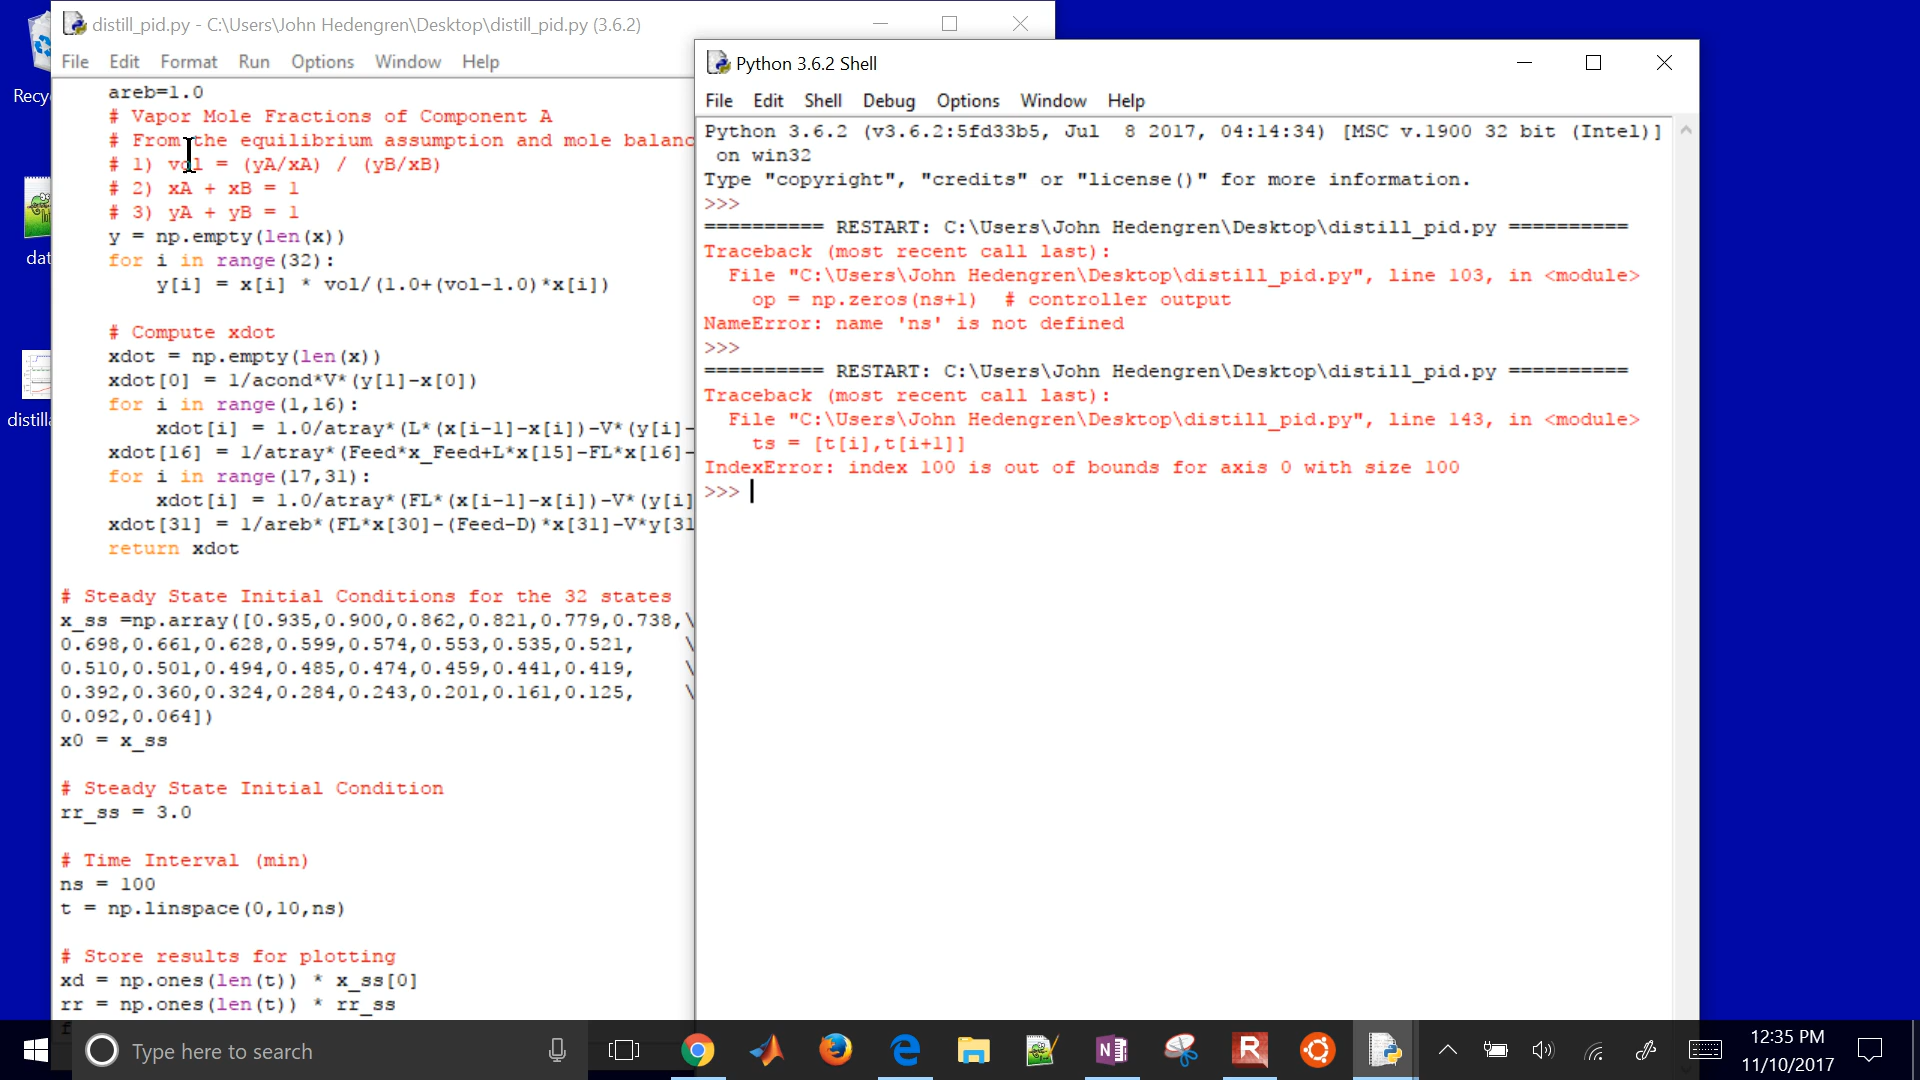 Recy
dat
distilla
distill_pid.py - C:\Users\John Hedengren\Desktop\distill_pid.py (3.6.2)
File Edit Format Run Options Window Help
areb=1.0
# Vapor Mole Fractions of Component A
# From the equilibrium assumption and mole balanc
# 1) vol = (yA/xA) / (yB/xB)
# 2) xA + xB = 1
# 3) yA + yB = 1
y = np.empty(len(x))
for i in range(32):
y[i] = x[i] * vol/(1.0+(vol-1.0)*x[i])
# Compute xdot
xdot = np.empty(len(x))
xdot[0] = 1/acond*V*(y[1]-x[0])
for i in range(1,16):
xdot[i] = 1.0/atray*(L*(x[i-1]-x[i])-V*(y[i]-
xdot[16] = 1/atray*(Feed*x_Feed+L*x[15]-FL*x[16]-
for i in range(17,31):
xdot[i] = 1.0/atray*(FL*(x[i-1]-x[i])-V*(y[i]
xdot[31] = 1/areb*(FL*x[30]-(Feed-D)*x[31]-V*y[31
return xdot
# Steady State Initial Conditions for the 32 states
x_ss =np.array([0.935,0.900,0.862,0.821,0.779,0.738,\
0.698,0.661,0.628,0.599,0.574,0.553,0.535,0.521, \
0.510,0.501,0.494,0.485,0.474,0.459,0.441,0.419, \
0.392,0.360,0.324,0.284,0.243,0.201,0.161,0.125, \
0.092,0.064])
x0 = x_ss
# Steady State Initial Condition
rr_ss = 3.0
# Time Interval (min)
ns = 100
t = np.linspace(0,10,ns)
# Store results for plotting
xd = np.ones(len(t)) * x_ss[0]
rr = np.ones(len(t)) * rr_ss
Python 3.6.2 Shell
File Edit Shell Debug Options Window Help
Python 3.6.2 (v3.6.2:5fd33b5, Jul  8 2017, 04:14:34) [MSC v.1900 32 bit (Intel)]
on win32
Type "copyright", "credits" or "license()" for more information.
>>>
========== RESTART: C:\Users\John Hedengren\Desktop\distill_pid.py ==========
Traceback (most recent call last):
File "C:\Users\John Hedengren\Desktop\distill_pid.py", line 103, in <module>
op = np.zeros(ns+1)  # controller output
NameError: name 'ns' is not defined
>>>
========== RESTART: C:\Users\John Hedengren\Desktop\distill_pid.py ==========
Traceback (most recent call last):
File "C:\Users\John Hedengren\Desktop\distill_pid.py", line 143, in <module>
ts = [t[i],t[i+1]]
IndexError: index 100 is out of bounds for axis 0 with size 100
>>>
Type here to search
12:35 PM
11/10/2017